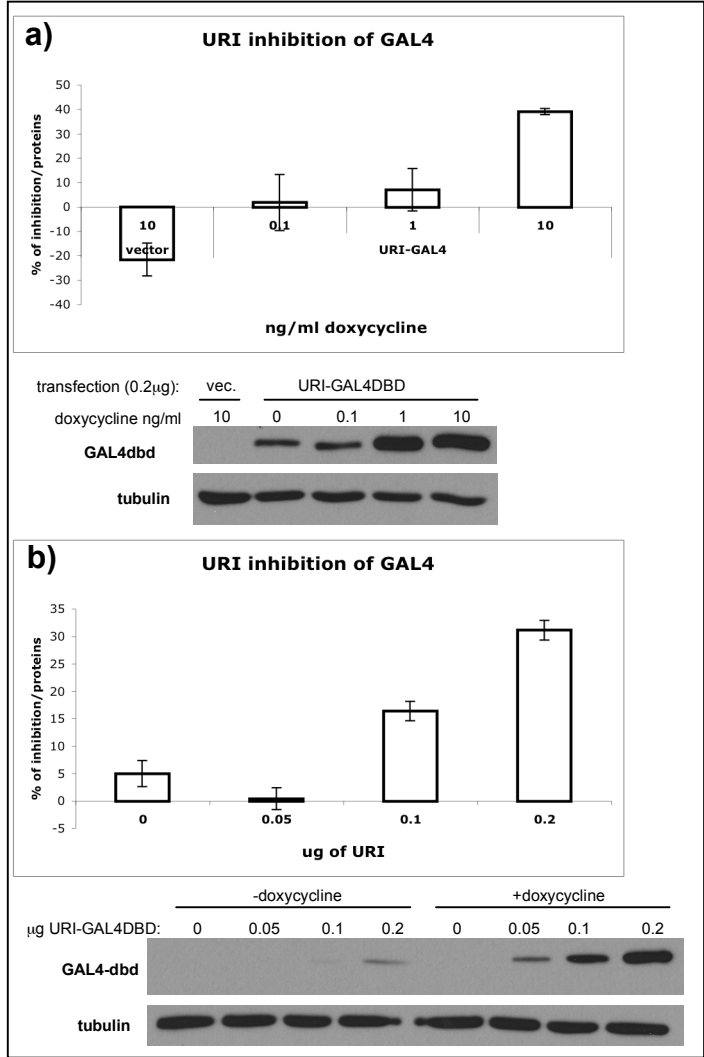 a)
URI inhibition of GAL4
% of inhibition/proteins
50
40
30
20
10
0
-10
-20
-30
-40
10 0.1 1 10
vector URI-GAL4
ng/ml doxycycline
transfection (0.2μg): vec. URI-GAL4DBD
doxycycline ng/ml 10 0 0.1 1 10
GAL4dbd
tubulin
b)
URI inhibition of GAL4
% of inhibition/proteins
35
30
25
20
15
10
5
0
-5
0 0.05 0.1 0.2
ug of URI
-doxycycline +doxycycline
μg URI-GAL4DBD: 0 0.05 0.1 0.2 0 0.05 0.1 0.2
GAL4-dbd
tubulin